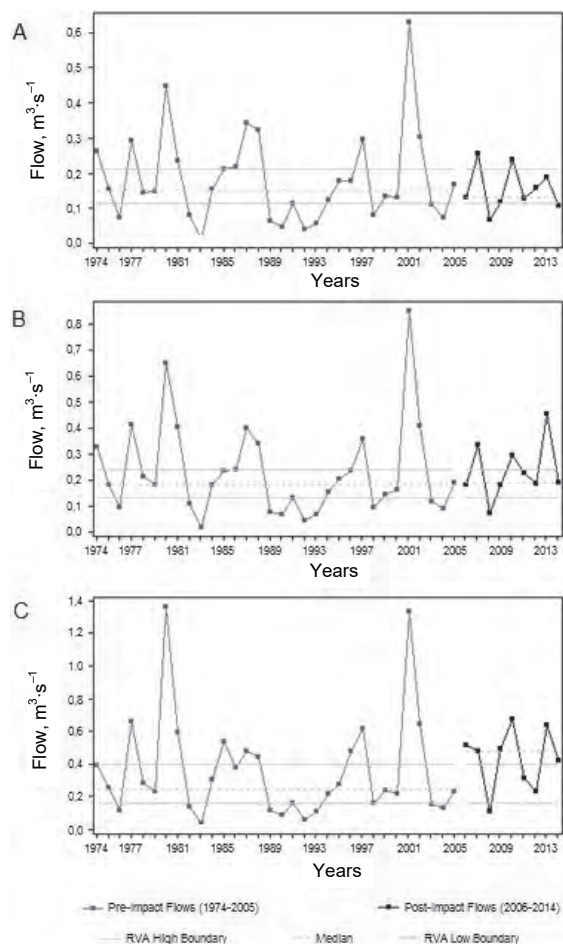 A
Flow, m³·s⁻¹
0,6
0,5
0,4
0,3
0,2
0,1
0,0
1974 1977 1981 1985 1989 1993 1997 2001 2005 2009 2013
Years
B
Flow, m³·s⁻¹
0,8
0,7
0,6
0,5
0,4
0,3
0,2
0,1
0,0
1974 1977 1981 1985 1989 1993 1997 2001 2005 2009 2013
Years
C
Flow, m³·s⁻¹
1,4
1,2
1,0
0,8
0,6
0,4
0,2
0,0
1974 1977 1981 1985 1989 1993 1997 2001 2005 2009 2013
Years
Pre-Impact Flows (1974-2005) Post-Impact Flows (2006-2014)
RVA High Boundary Median RVA Low Boundary